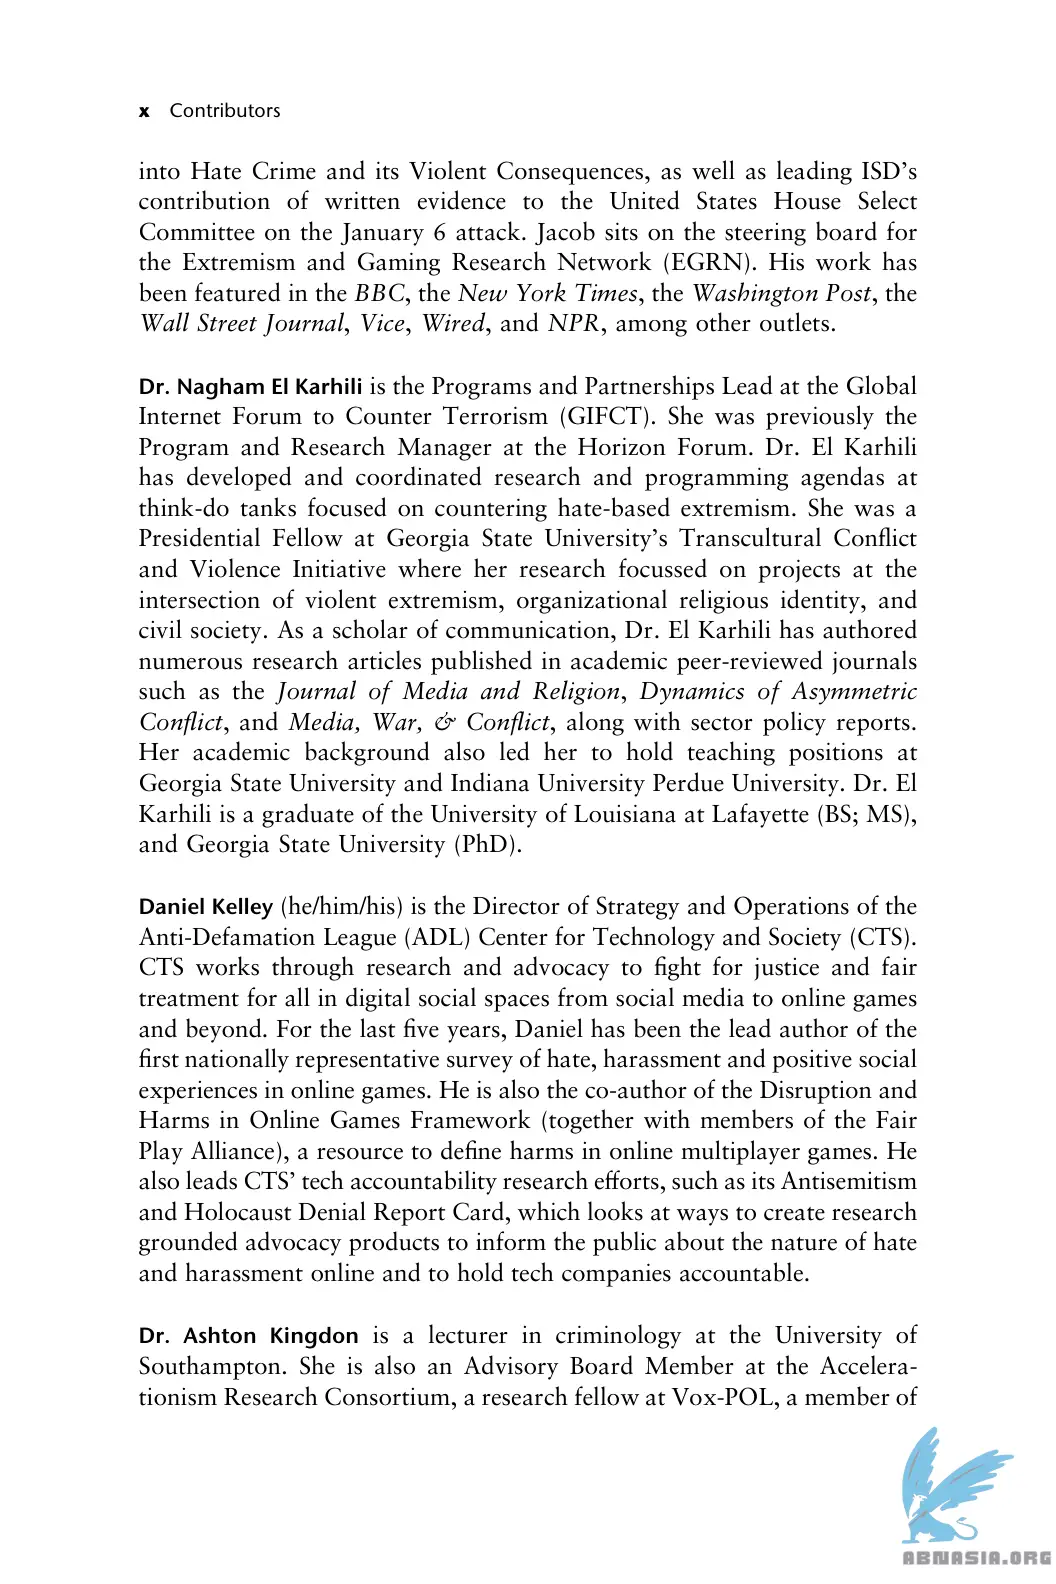 x Contributors
into Hate Crime and its Violent Consequences, as well as leading ISD's
contribution of written evidence to the United States House Select
Committee on the January 6 attack. Jacob sits on the steering board for
the Extremism and Gaming Research Network (EGRN). His work has
been featured in the BBC, the New York Times, the Washington Post, the
Wall Street Journal, Vice, Wired, and NPR, among other outlets.
Dr. Nagham El Karhili is the Programs and Partnerships Lead at the Global
Internet Forum to Counter Terrorism (GIFCT). She was previously the
Program and Research Manager at the Horizon Forum. Dr. El Karhili
has developed and coordinated research and programming agendas at
think-do tanks focused on countering hate-based extremism. She was a
Presidential Fellow at Georgia State University's Transcultural Conflict
and Violence Initiative where her research focussed on projects at the
intersection of violent extremism, organizational religious identity, and
civil society. As a scholar of communication, Dr. El Karhili has authored
numerous research articles published in academic peer-reviewed journals
such as the Journal of Media and Religion, Dynamics of Asymmetric
Conflict, and Media, War, & Conflict, along with sector policy reports.
Her academic background also led her to hold teaching positions at
Georgia State University and Indiana University Perdue University. Dr. El
Karhili is a graduate of the University of Louisiana at Lafayette (BS; MS),
and Georgia State University (PhD).
Daniel Kelley (he/him/his) is the Director of Strategy and Operations of the
Anti-Defamation League (ADL) Center for Technology and Society (CTS).
CTS works through research and advocacy to fight for justice and fair
treatment for all in digital social spaces from social media to online games
and beyond. For the last five years, Daniel has been the lead author of the
first nationally representative survey of hate, harassment and positive social
experiences in online games. He is also the co-author of the Disruption and
Harms in Online Games Framework (together with members of the Fair
Play Alliance), a resource to define harms in online multiplayer games. He
also leads CTS' tech accountability research efforts, such as its Antisemitism
and Holocaust Denial Report Card, which looks at ways to create research
grounded advocacy products to inform the public about the nature of hate
and harassment online and to hold tech companies accountable.
Dr. Ashton Kingdon is a lecturer in criminology at the University of
Southampton. She is also an Advisory Board Member at the Accelera-
tionism Research Consortium, a research fellow at Vox-POL, a member of
ABNASIA.ORG